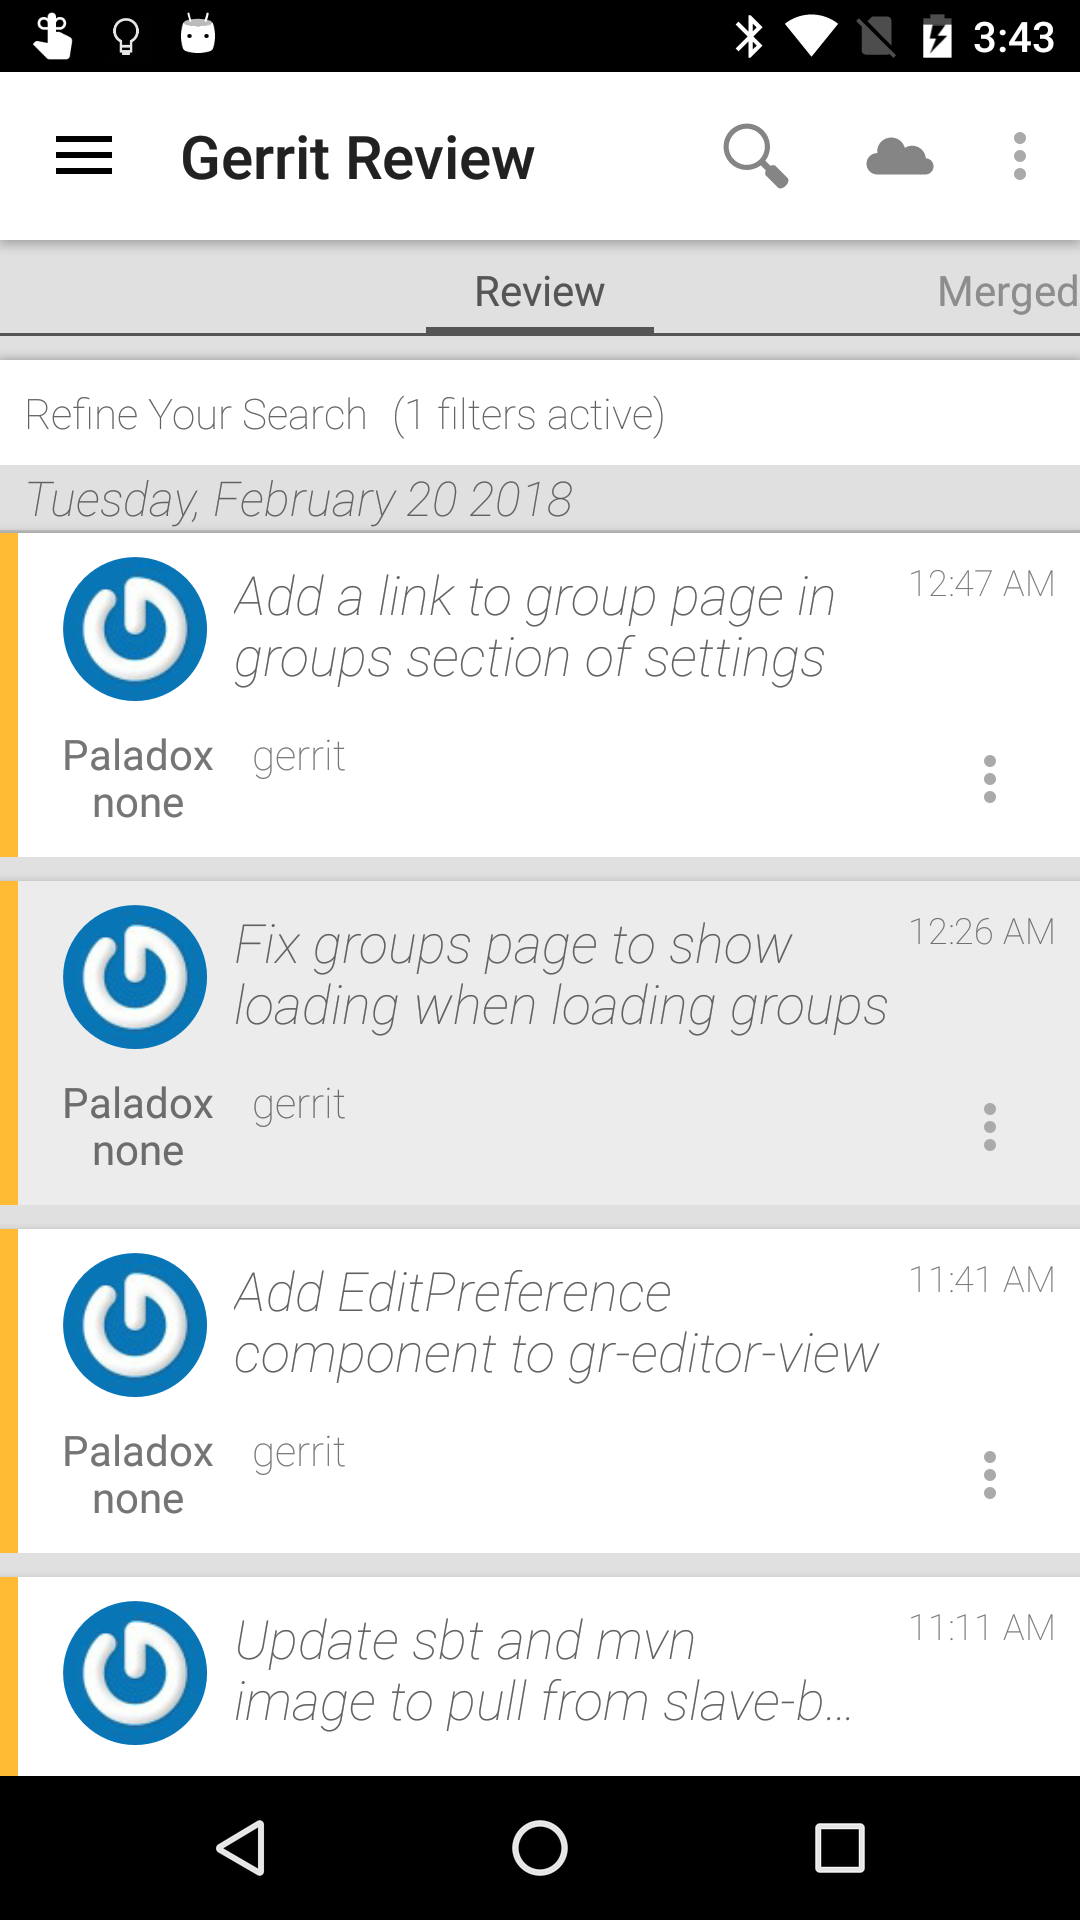 3:43
Gerrit Review
Review
Merged
Refine Your Search (1 filters active)
Tuesday, February 20 2018
Add a link to group page in
groups section of settings
12:47 AM
Paladox
none
gerrit
Fix groups page to show
loading when loading groups
12:26 AM
Paladox
none
gerrit
Add EditPreference
component to gr-editor-view
11:41 AM
Paladox
none
gerrit
Update sbt and mvn
image to pull from slave-b...
11:11 AM